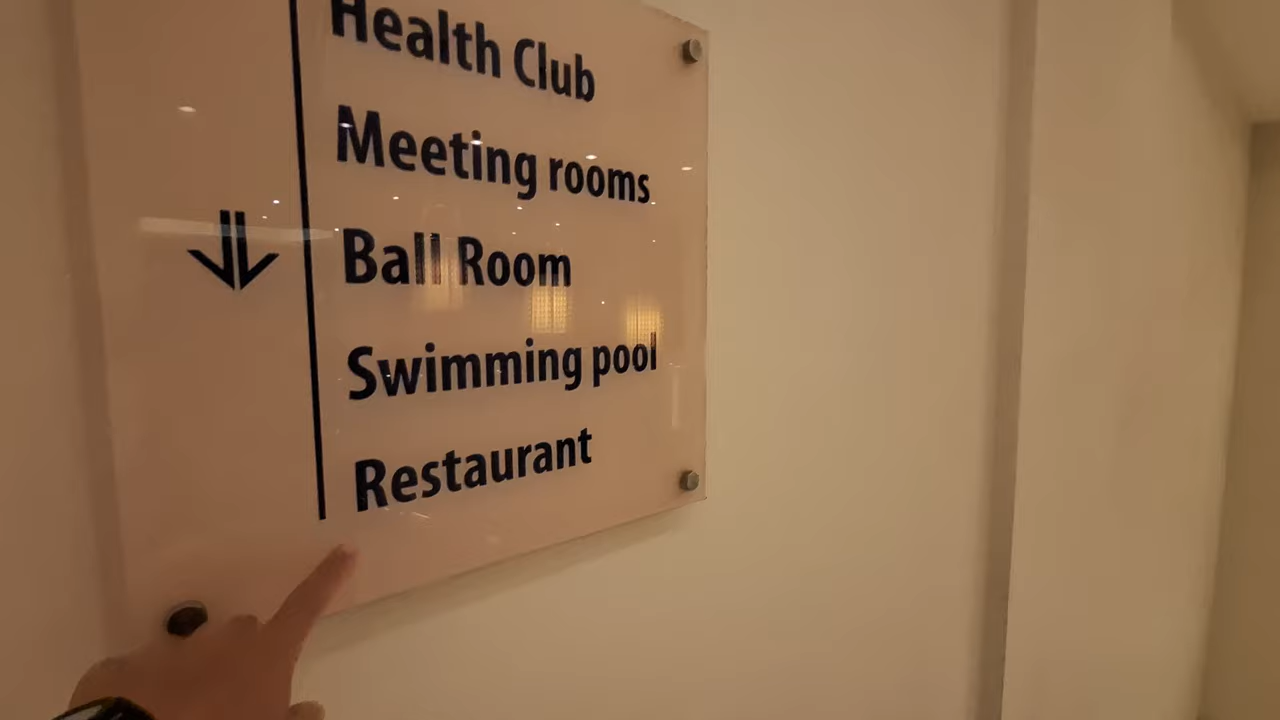 Health Club
Meeting rooms
Ball Room
Swimming pool
Restaurant